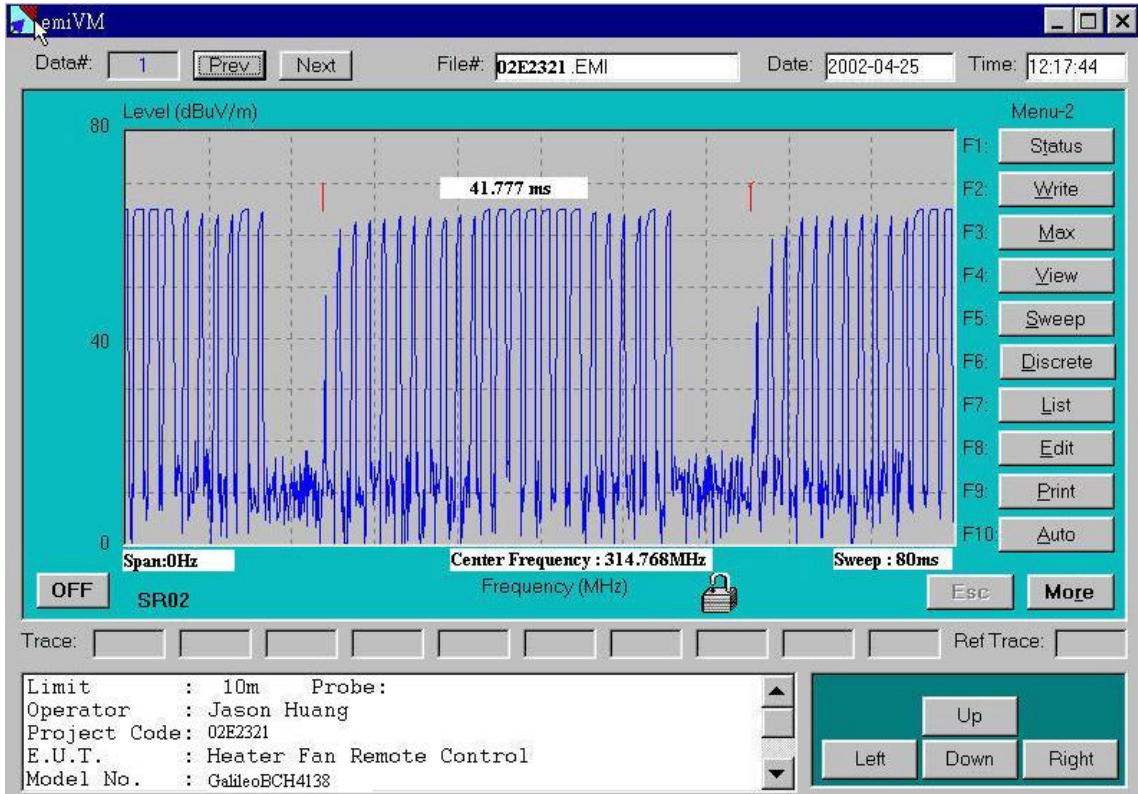 emiVM
Data#: 1 Prev Next File#: 02E2321 .EMI Date: 2002-04-25 Time: 12:17:44
Level (dBuV/m) Menu-2
80
40
0
41.777 ms
F1: Status
F2: Write
F3: Max
F4: View
F5: Sweep
F6: Discrete
F7: List
F8: Edit
F9: Print
F10: Auto
Span:0Hz Center Frequency : 314.768MHz Sweep : 80ms
Frequency (MHz)
OFF SR02 Esc More
Trace: Ref Trace:
Limit : 10m Probe:
Operator : Jason Huang
Project Code: 02E2321
E.U.T. : Heater Fan Remote Control
Model No. : GalileoBCH4138
Up
Left Down Right